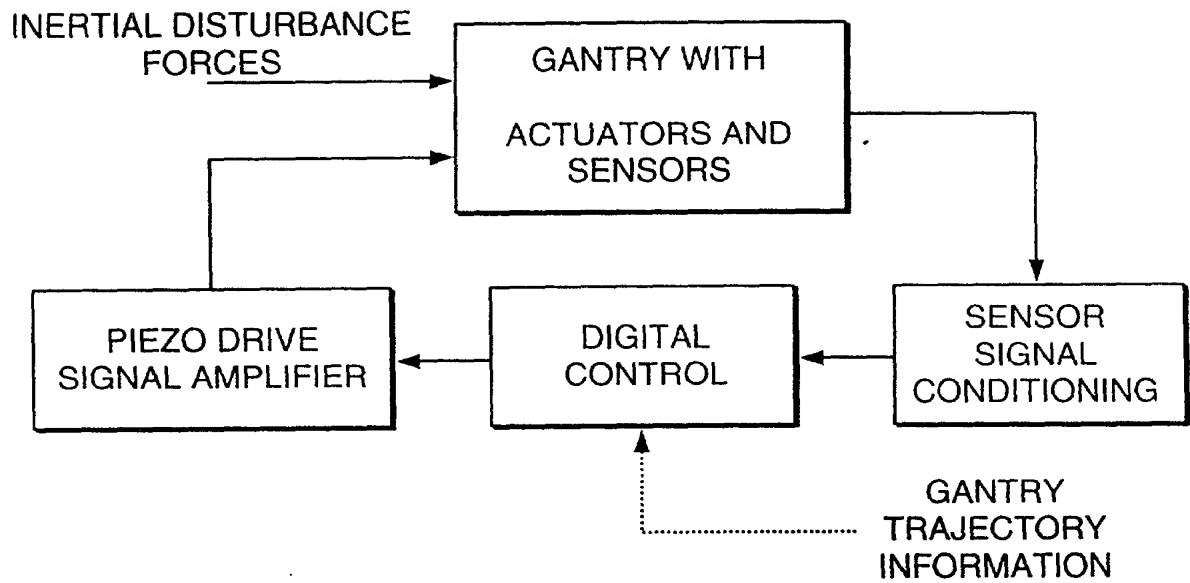 INERTIAL DISTURBANCE
FORCES
GANTRY WITH
ACTUATORS AND
SENSORS
PIEZO DRIVE
SIGNAL AMPLIFIER
DIGITAL
CONTROL
SENSOR
SIGNAL
CONDITIONING
GANTRY
TRAJECTORY
INFORMATION